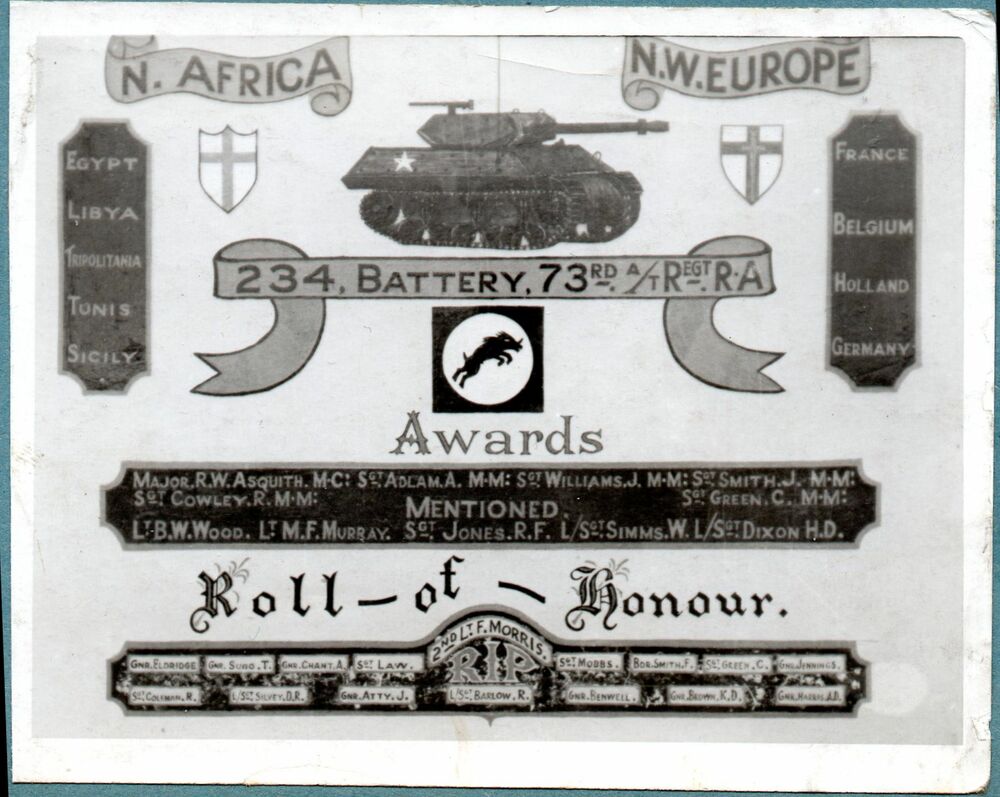 N. AFRICA
N.W. EUROPE
EGYPT
LIBYA
TRIPOLITANIA
TUNIS
SICILY
FRANCE
BELGIUM
HOLLAND
GERMANY
234, BATTERY, 73RD A/T REGT R.A
Awards
MAJOR. R.W. ASQUITH. M.C: SGT ADLAM. A. M.M: SGT WILLIAMS. J. M.M: SGT SMITH. J. M.M:
SGT COWLEY. R. M.M: SGT GREEN. C. M.M:
MENTIONED.
LT. B.W. WOOD. LT M.F. MURRAY. SGT JONES. R.F. L/SGT. SIMMS. W. L/SGT DIXON H.D.
Roll - of - Honour.
2ND LT F. MORRIS.
RIP
GNR. ELDRIDGE GNR. SUGG. T. GNR. CHANT. A. SGT LAW. SGT MOBBS. BDR. SMITH. F. SGT GREEN. C. GNR. JENNINGS.
SGT COLEMAN. R. L/SGT SILVEY. D.R. GNR. ATTY. J. L/SGT BARLOW. R. GNR. BENWELL. GNR. BROWN. K.D. GNR. HARRIS. A.D.